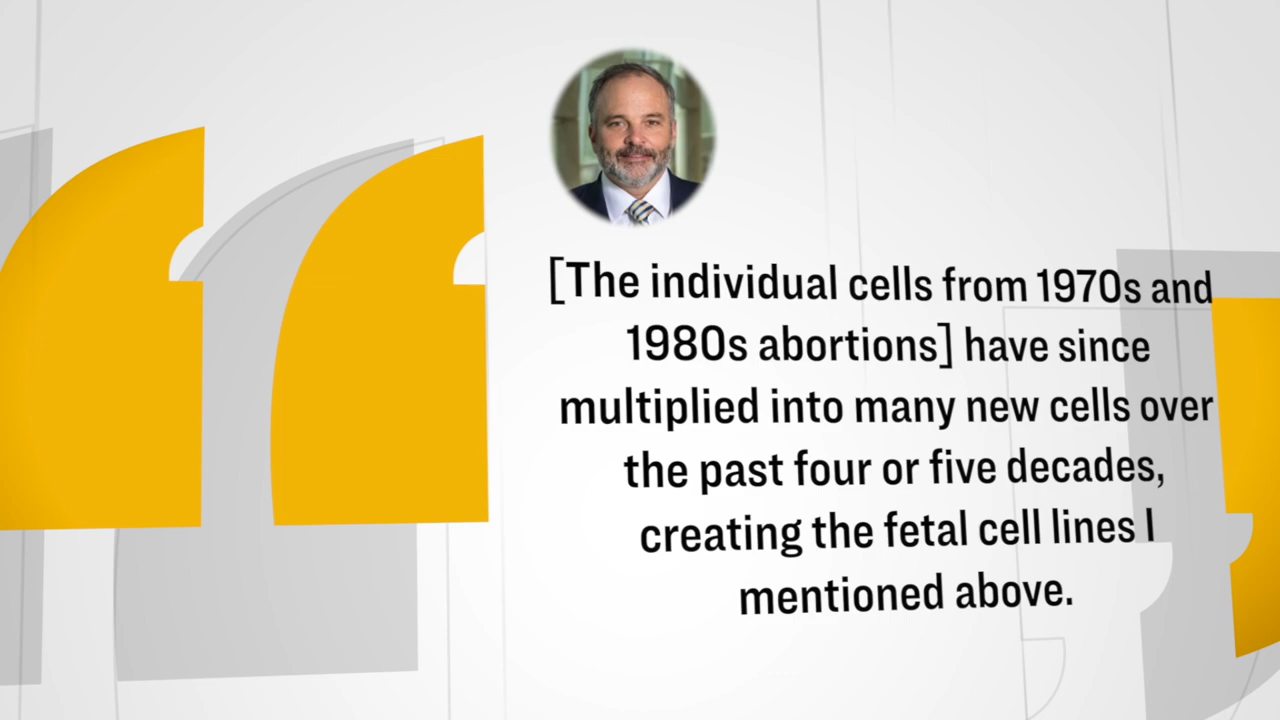 [The individual cells from 1970s and
1980s abortions] have since
multiplied into many new cells over
the past four or five decades,
creating the fetal cell lines I
mentioned above.